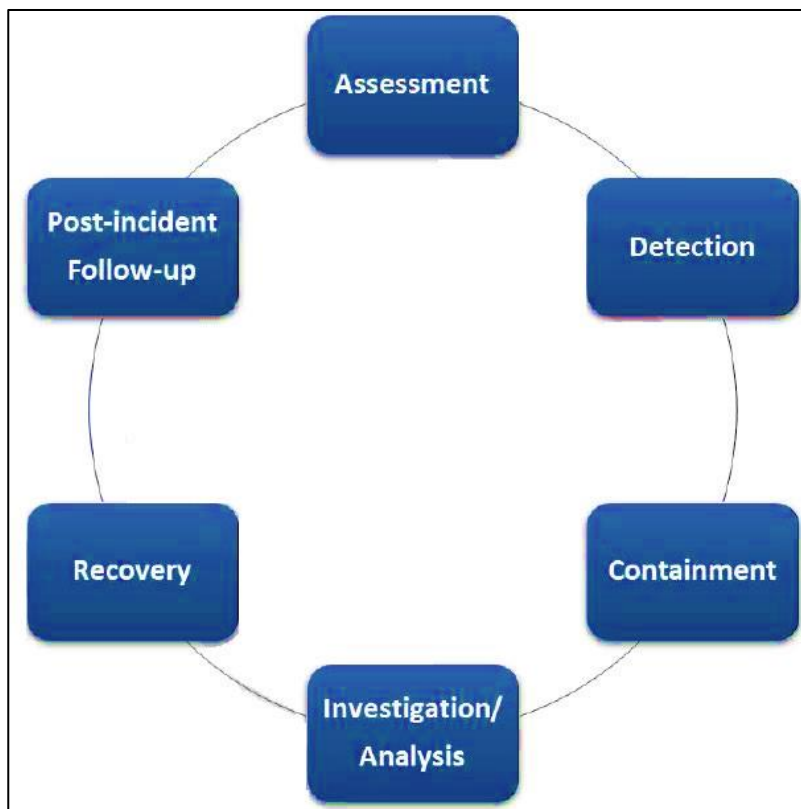 Assessment
Detection
Containment
Investigation/
Analysis
Recovery
Post-incident
Follow-up